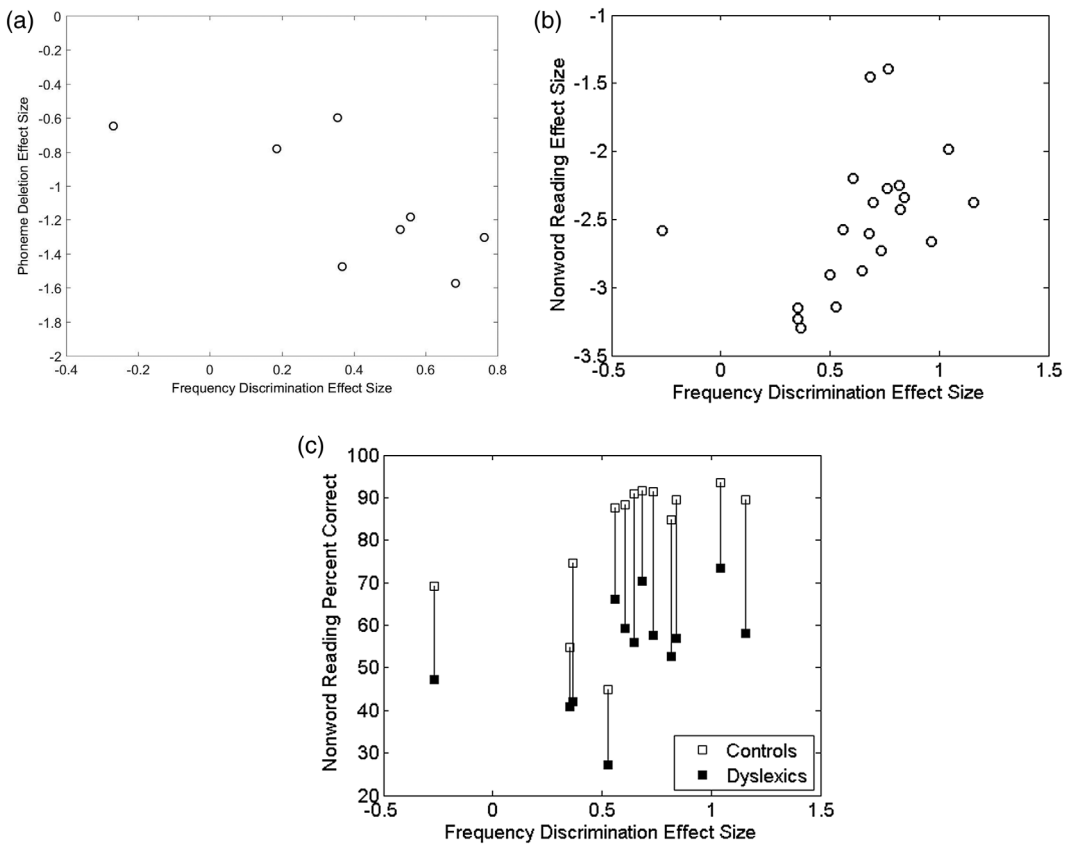 (a)
0
-0.2
-0.4
-0.6
-0.8
-1
-1.2
-1.4
-1.6
-1.8
-2
Phoneme Deletion Effect Size
-0.4 -0.2 0 0.2 0.4 0.6 0.8
Frequency Discrimination Effect Size
(b)
-1
-1.5
-2
-2.5
-3
-3.5
Nonword Reading Effect Size
-0.5 0 0.5 1 1.5
Frequency Discrimination Effect Size
(c)
100
90
80
70
60
50
40
30
20
Nonword Reading Percent Correct
Controls
Dyslexics
-0.5 0 0.5 1 1.5
Frequency Discrimination Effect Size